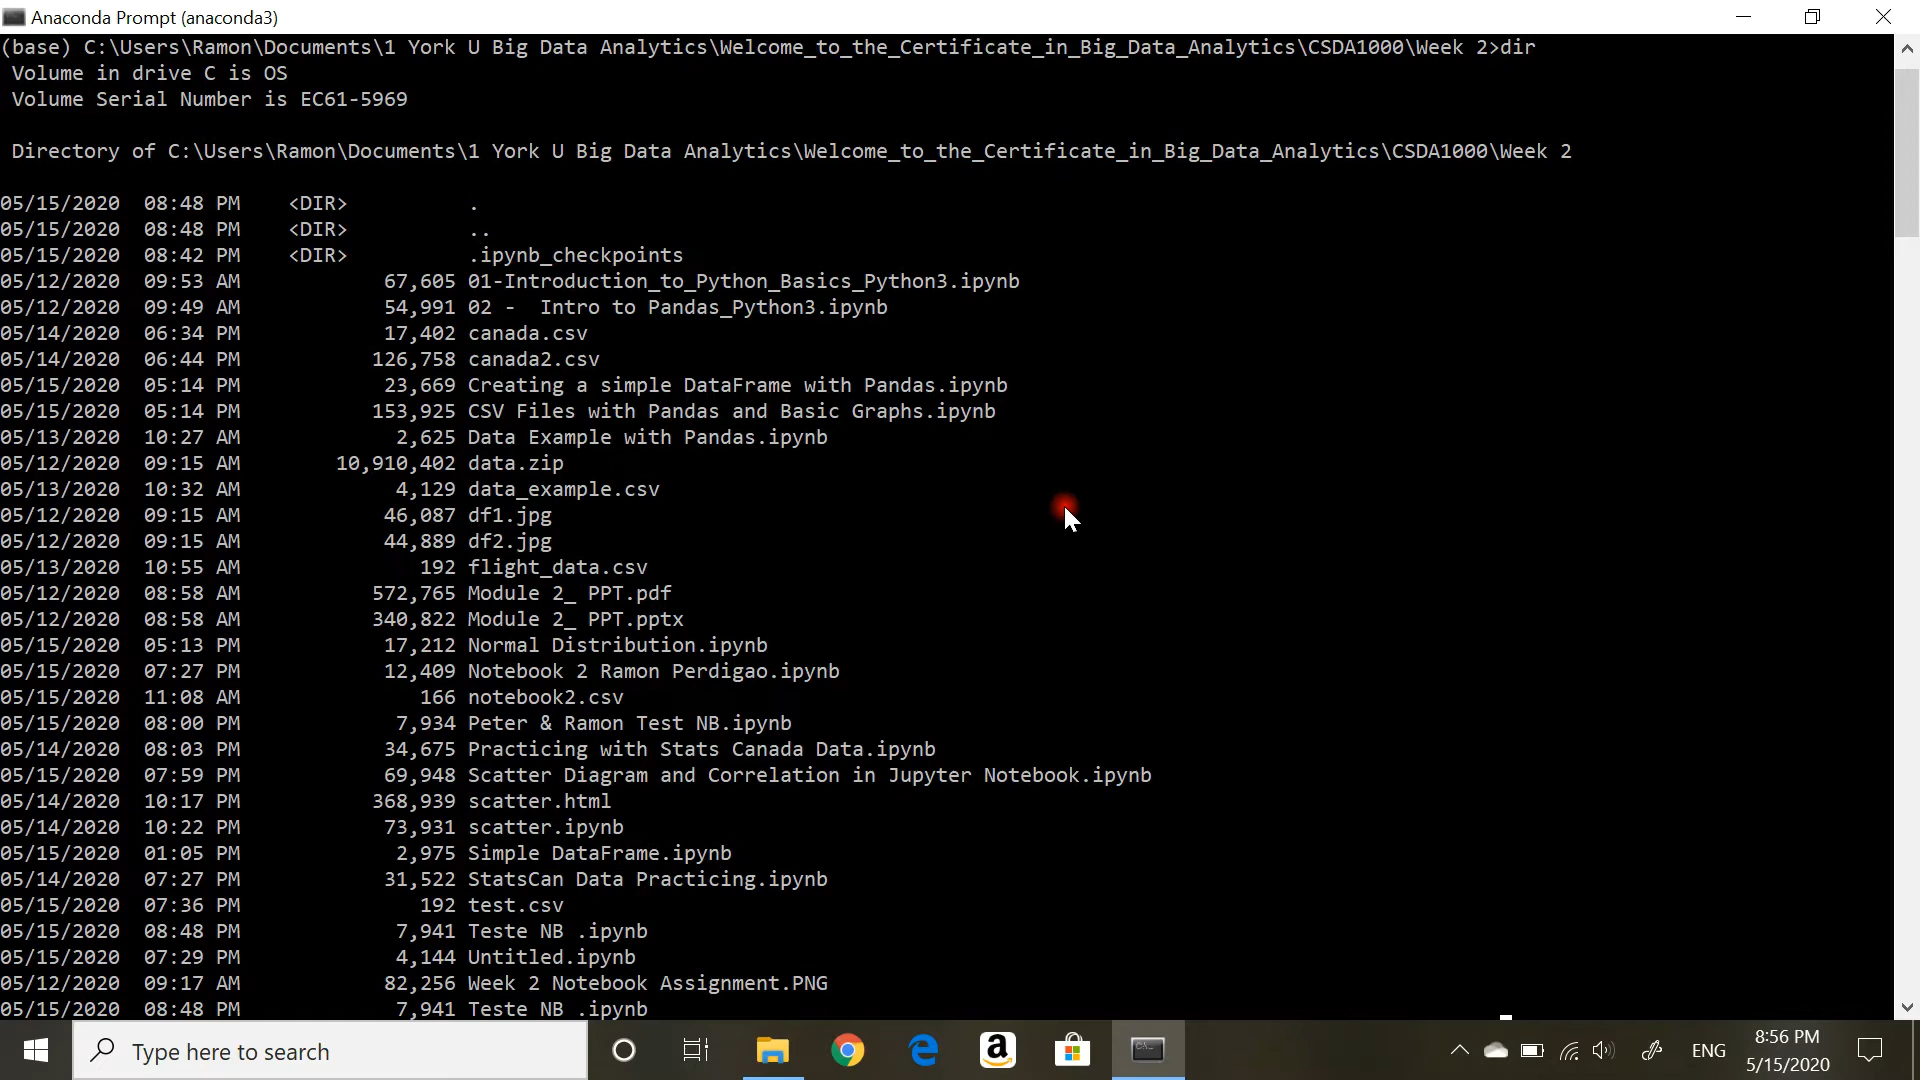 Anaconda Prompt (anaconda3)
(base) C:\Users\Ramon\Documents\1 York U Big Data Analytics\Welcome_to_the_Certificate_in_Big_Data_Analytics\CSDA1000\Week 2>dir
Volume in drive C is OS
Volume Serial Number is EC61-5969
Directory of C:\Users\Ramon\Documents\1 York U Big Data Analytics\Welcome_to_the_Certificate_in_Big_Data_Analytics\CSDA1000\Week 2
05/15/2020  08:48 PM    <DIR>          .
05/15/2020  08:48 PM    <DIR>          ..
05/15/2020  08:42 PM    <DIR>          .ipynb_checkpoints
05/12/2020  09:53 AM            67,605 01-Introduction_to_Python_Basics_Python3.ipynb
05/12/2020  09:49 AM            54,991 02 -  Intro to Pandas_Python3.ipynb
05/14/2020  06:34 PM            17,402 canada.csv
05/14/2020  06:44 PM           126,758 canada2.csv
05/15/2020  05:14 PM            23,669 Creating a simple DataFrame with Pandas.ipynb
05/15/2020  05:14 PM           153,925 CSV Files with Pandas and Basic Graphs.ipynb
05/13/2020  10:27 AM             2,625 Data Example with Pandas.ipynb
05/12/2020  09:15 AM        10,910,402 data.zip
05/13/2020  10:32 AM             4,129 data_example.csv
05/12/2020  09:15 AM            46,087 df1.jpg
05/12/2020  09:15 AM            44,889 df2.jpg
05/13/2020  10:55 AM               192 flight_data.csv
05/12/2020  08:58 AM           572,765 Module 2_ PPT.pdf
05/12/2020  08:58 AM           340,822 Module 2_ PPT.pptx
05/15/2020  05:13 PM            17,212 Normal Distribution.ipynb
05/15/2020  07:27 PM            12,409 Notebook 2 Ramon Perdigao.ipynb
05/15/2020  11:08 AM               166 notebook2.csv
05/15/2020  08:00 PM             7,934 Peter & Ramon Test NB.ipynb
05/14/2020  08:03 PM            34,675 Practicing with Stats Canada Data.ipynb
05/15/2020  07:59 PM            69,948 Scatter Diagram and Correlation in Jupyter Notebook.ipynb
05/14/2020  10:17 PM           368,939 scatter.html
05/14/2020  10:22 PM            73,931 scatter.ipynb
05/15/2020  01:05 PM             2,975 Simple DataFrame.ipynb
05/14/2020  07:27 PM            31,522 StatsCan Data Practicing.ipynb
05/15/2020  07:36 PM               192 test.csv
05/15/2020  08:48 PM             7,941 Teste NB .ipynb
05/15/2020  07:29 PM             4,144 Untitled.ipynb
05/12/2020  09:17 AM            82,256 Week 2 Notebook Assignment.PNG
05/15/2020  08:48 PM             7,941 Teste NB .ipynb
Type here to search
ENG
8:56 PM
5/15/2020